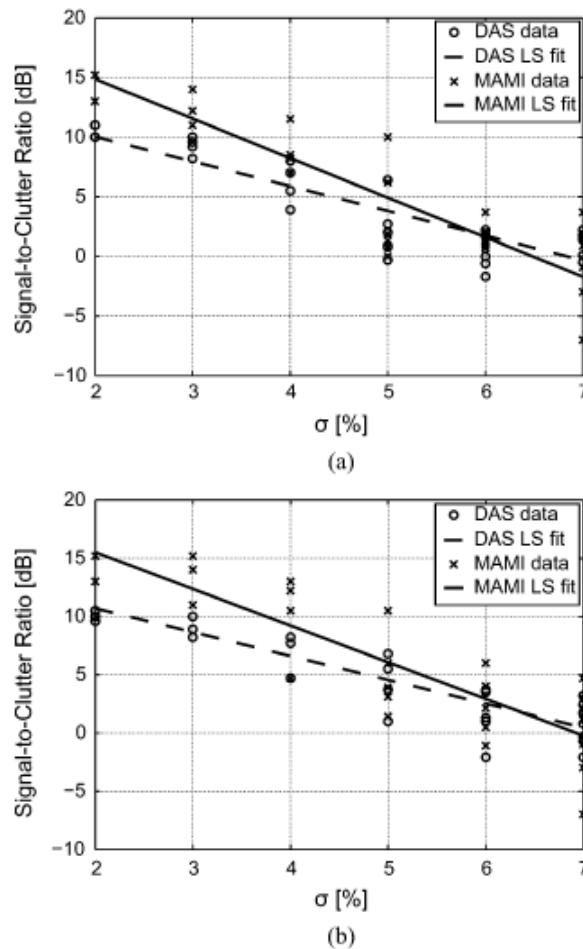 20
15
10
5
0
−5
−10
Signal-to-Clutter Ratio [dB]
DAS data
DAS LS fit
MAMI data
MAMI LS fit
2 3 4 5 6 7
σ [%]
(a)
20
15
10
5
0
−5
−10
Signal-to-Clutter Ratio [dB]
DAS data
DAS LS fit
MAMI data
MAMI LS fit
2 3 4 5 6 7
σ [%]
(b)